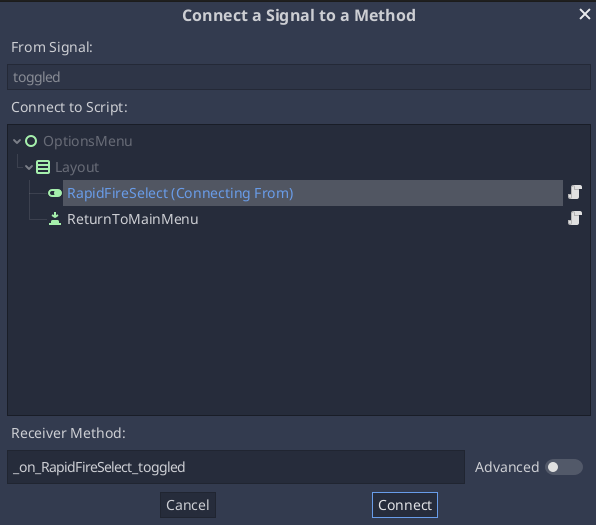 Connect a Signal to a Method
From Signal:
toggled
Connect to Script:
OptionsMenu
Layout
RapidFireSelect (Connecting From)
ReturnToMainMenu
Receiver Method:
_on_RapidFireSelect_toggled
Advanced
Cancel
Connect